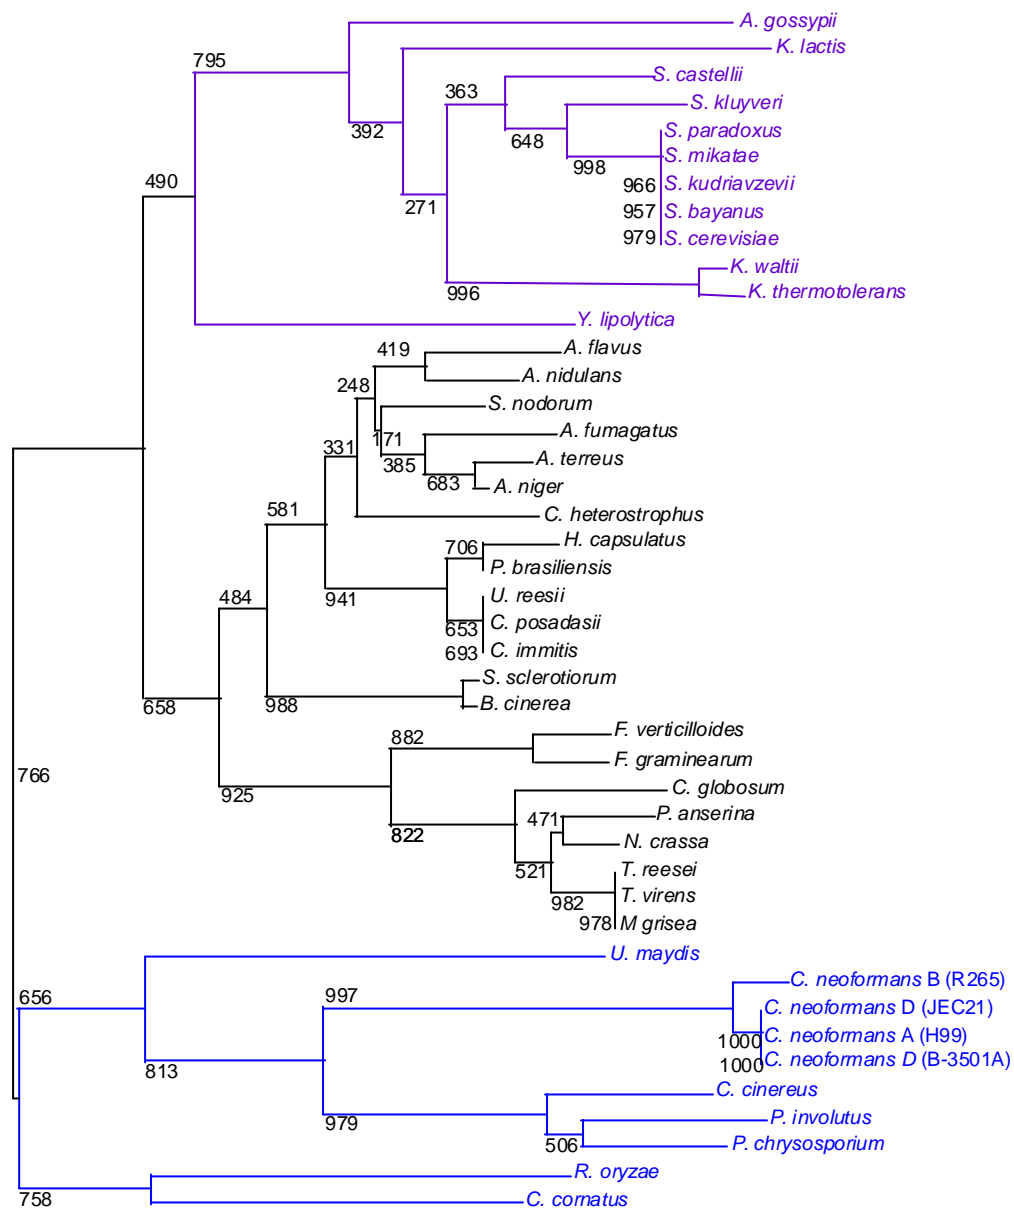 A. gossypii
K. lactis
795
S. castellii
363
S. kluyveri
392
648
S. paradoxus
S. mikatae
998
490
966 S. kudriavzevii
271
957 S. bayanus
979 S. cerevisiae
K. waltii
996
K. thermotolerans
Y. lipolytica
419
A. flavus
248
A. nidulans
S. nodorum
171
A. fumagatus
331
385
A. terreus
683
A. niger
581
C. heterostrophus
706
H. capsulatus
P. brasiliensis
484
941
U. reesii
653
C. posadasii
693 C. immitis
S. sclerotiorum
658
988
B. cinerea
F. verticilloides
882
F. graminearum
766
925
C. globosum
471
P. anserina
822
N. crassa
521
T. reesei
982
T. virens
978 M grisea
U. maydis
C. neoformans B (R265)
656
997
C. neoformans D (JEC21)
1000
C. neoformans A (H99)
1000
C. neoformans D (B-3501A)
813
C. cinereus
979
P. involutus
506
P. chrysosporium
R. oryzae
758
C. cornatus